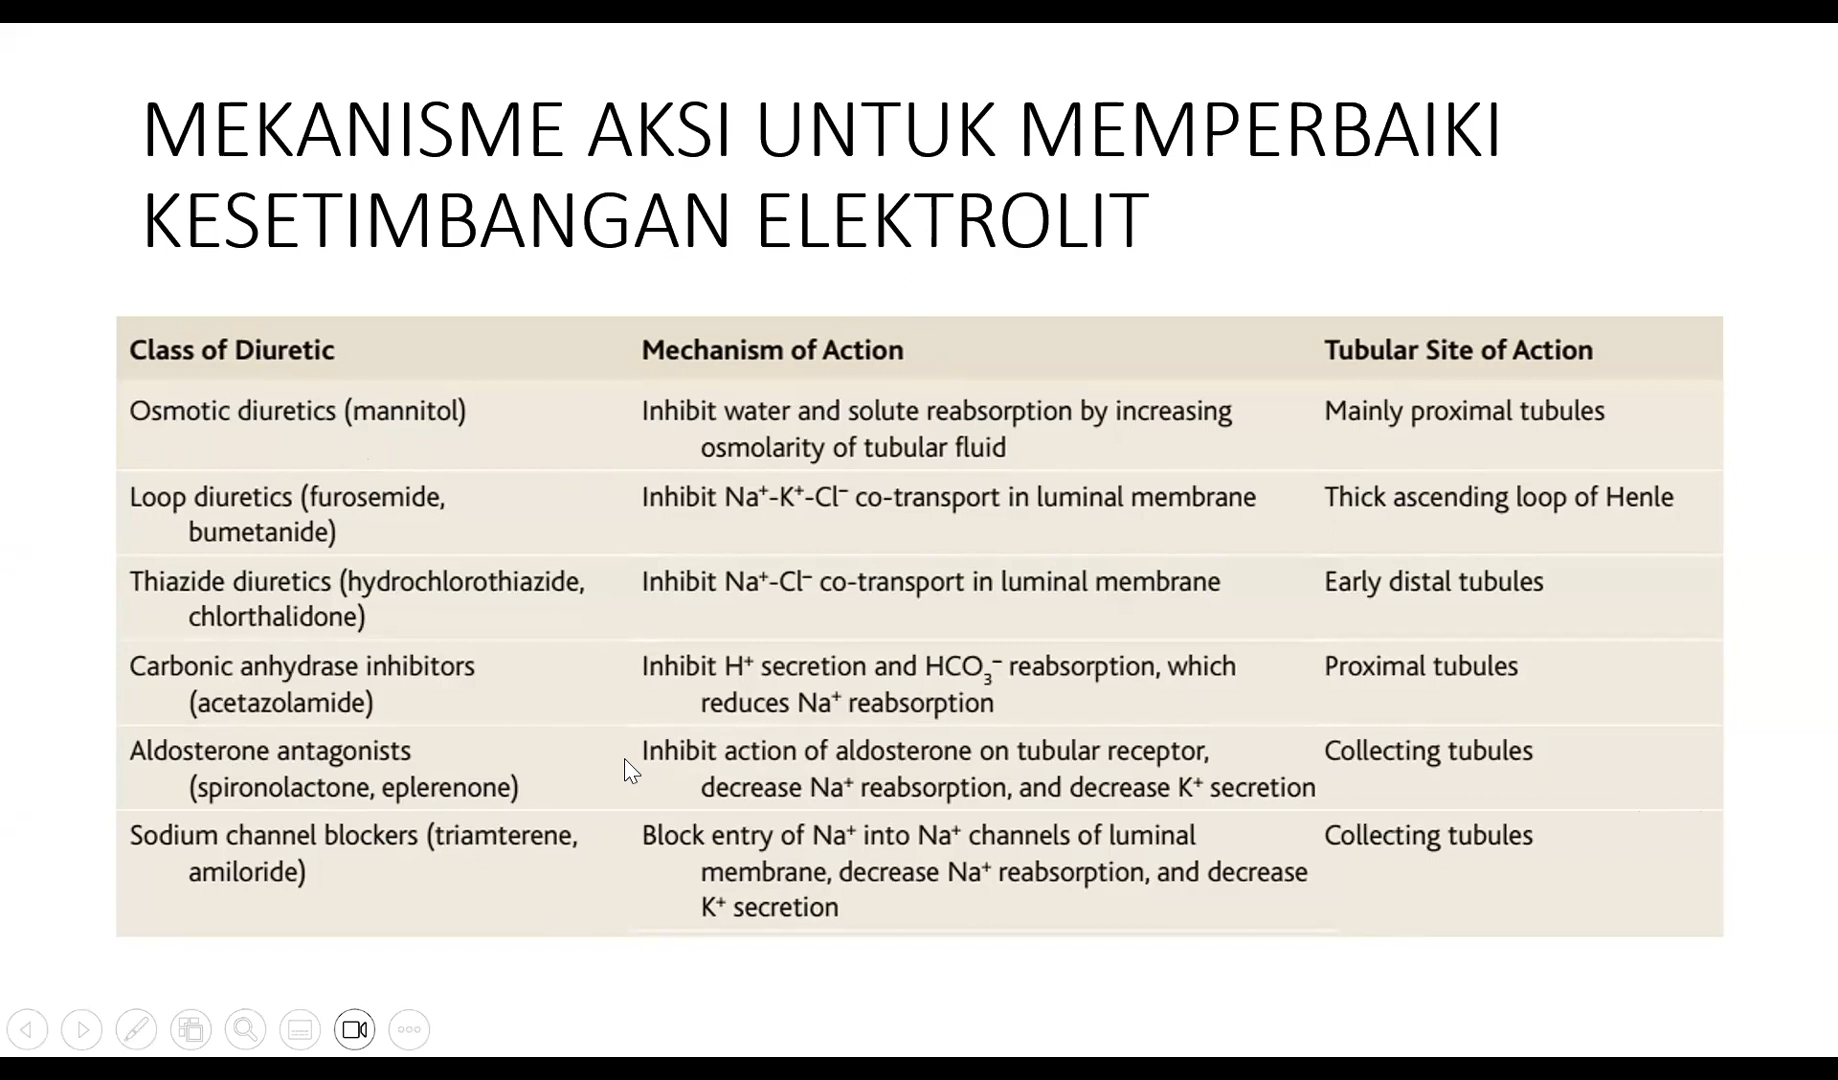 MEKANISME AKSI UNTUK MEMPERBAIKI
KESETIMBANGAN ELEKTROLIT
Class of Diuretic Mechanism of Action Tubular Site of Action
Osmotic diuretics (mannitol) Inhibit water and solute reabsorption by increasing Mainly proximal tubules
osmolarity of tubular fluid
Loop diuretics (furosemide, Inhibit Na⁺-K⁺-Cl⁻ co-transport in luminal membrane Thick ascending loop of Henle
bumetanide)
Thiazide diuretics (hydrochlorothiazide, Inhibit Na⁺-Cl⁻ co-transport in luminal membrane Early distal tubules
chlorthalidone)
Carbonic anhydrase inhibitors Inhibit H⁺ secretion and HCO₃⁻ reabsorption, which Proximal tubules
(acetazolamide) reduces Na⁺ reabsorption
Aldosterone antagonists Inhibit action of aldosterone on tubular receptor, Collecting tubules
(spironolactone, eplerenone) decrease Na⁺ reabsorption, and decrease K⁺ secretion
Sodium channel blockers (triamterene, Block entry of Na⁺ into Na⁺ channels of luminal Collecting tubules
amiloride) membrane, decrease Na⁺ reabsorption, and decrease
K⁺ secretion